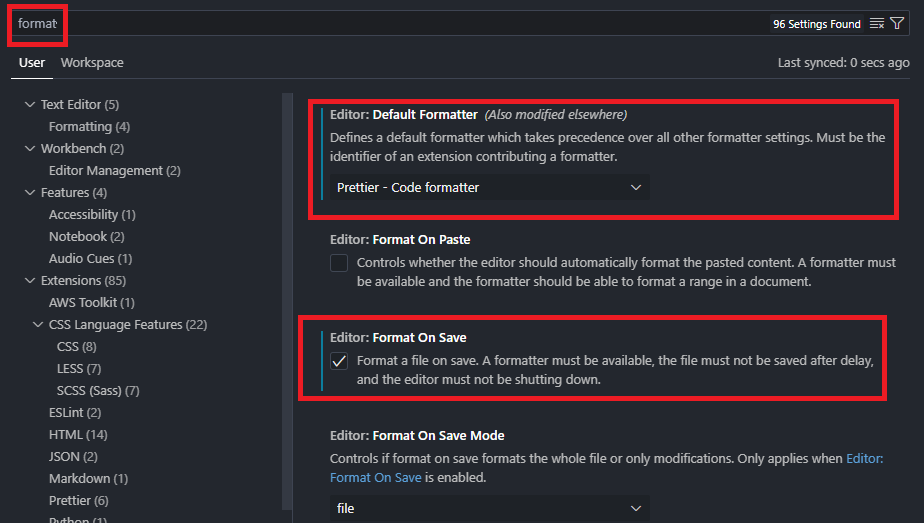 format
96 Settings Found
User
Workspace
Last synced: 0 secs ago
Text Editor (5)
Formatting (4)
Workbench (2)
Editor Management (2)
Features (4)
Accessibility (1)
Notebook (2)
Audio Cues (1)
Extensions (85)
AWS Toolkit (1)
CSS Language Features (22)
CSS (8)
LESS (7)
SCSS (Sass) (7)
ESLint (2)
HTML (14)
JSON (2)
Markdown (1)
Prettier (6)
Python (1)
Editor: Default Formatter (Also modified elsewhere)
Defines a default formatter which takes precedence over all other formatter settings. Must be the
identifier of an extension contributing a formatter.
Prettier - Code formatter
Editor: Format On Paste
Controls whether the editor should automatically format the pasted content. A formatter must
be available and the formatter should be able to format a range in a document.
Editor: Format On Save
Format a file on save. A formatter must be available, the file must not be saved after delay,
and the editor must not be shutting down.
Editor: Format On Save Mode
Controls if format on save formats the whole file or only modifications. Only applies when Editor:
Format On Save is enabled.
file